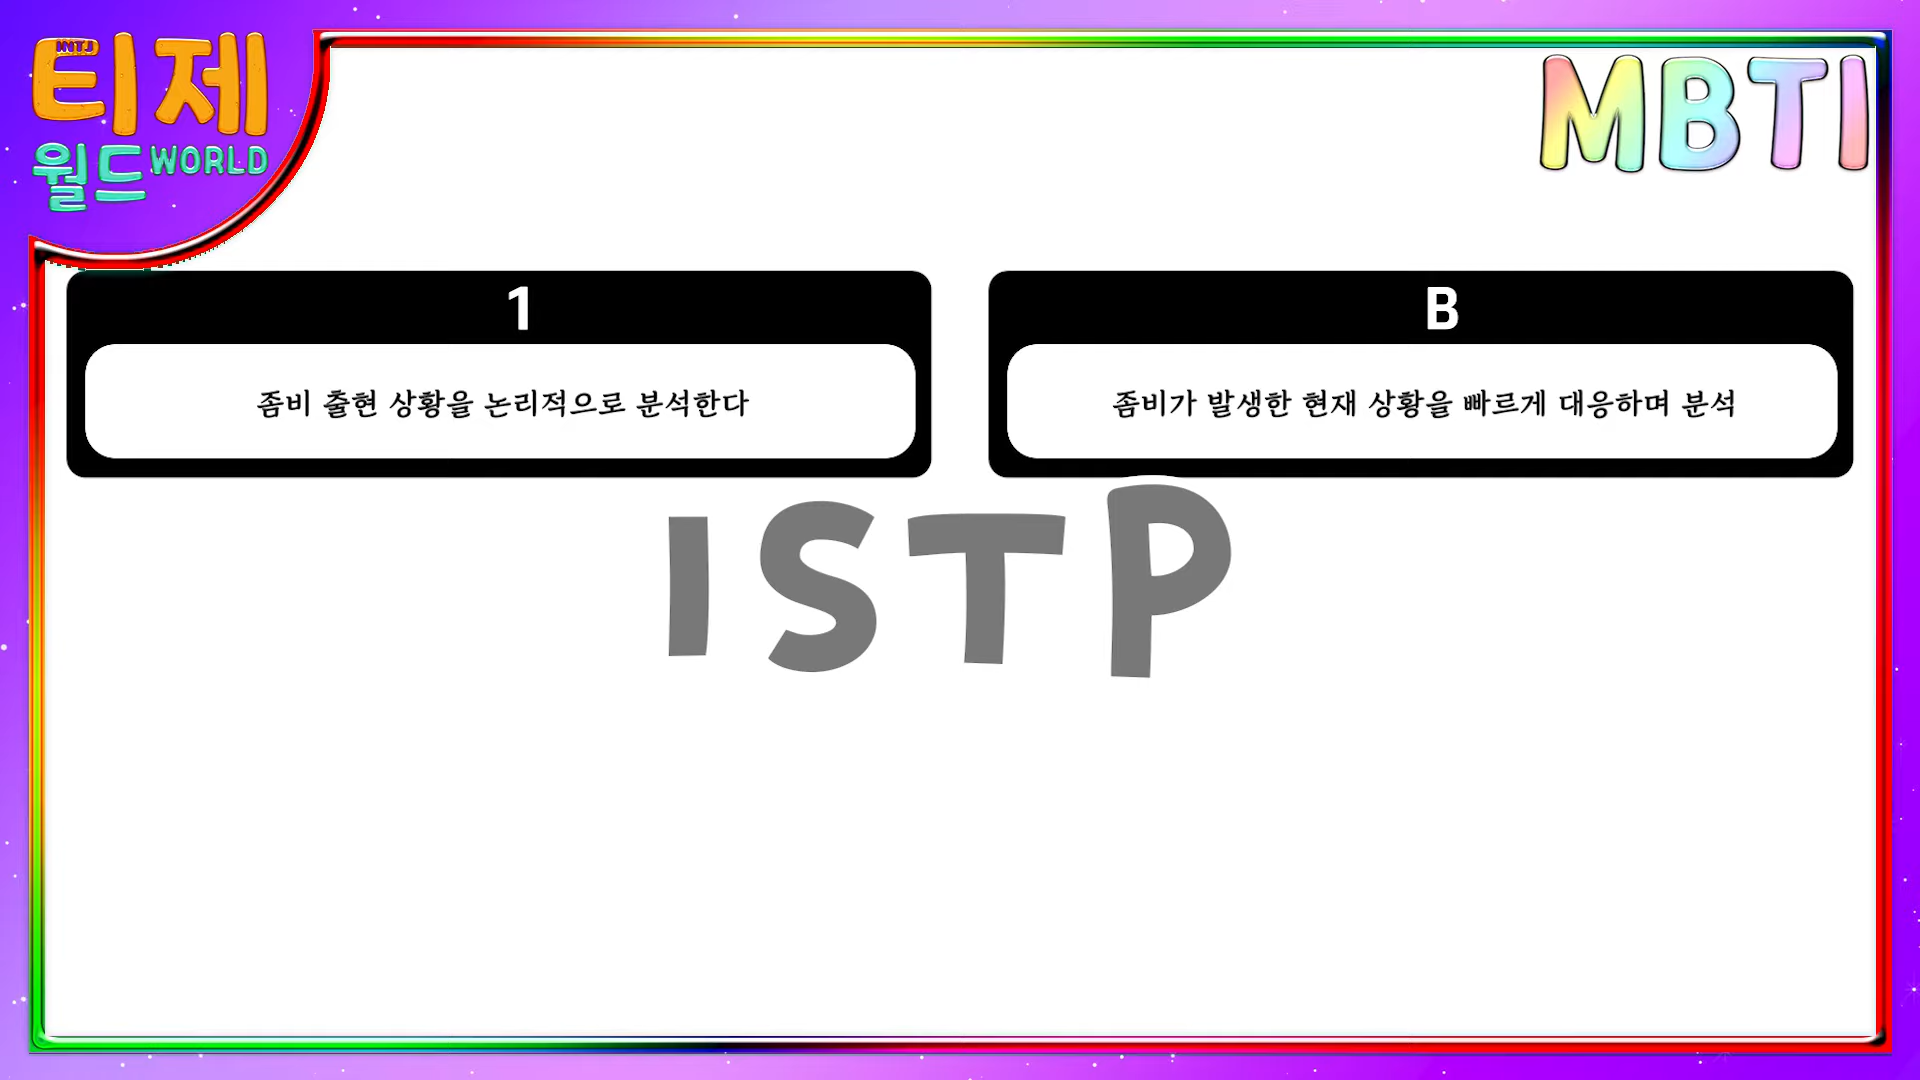 INTJ
티제
월드 WORLD
MBTI
1
좀비 출현 상황을 논리적으로 분석한다
B
좀비가 발생한 현재 상황을 빠르게 대응하며 분석
ISTP